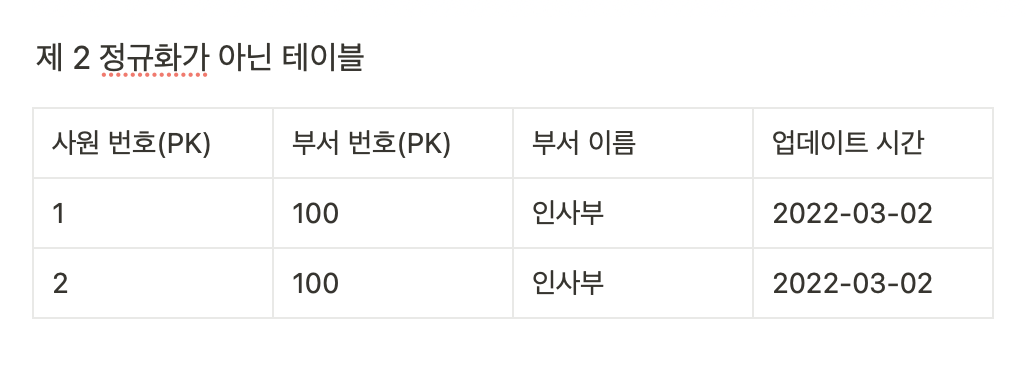 제 2 정규화가 아닌 테이블
사원 번호(PK) 부서 번호(PK) 부서 이름 업데이트 시간
1 100 인사부 2022-03-02
2 100 인사부 2022-03-02